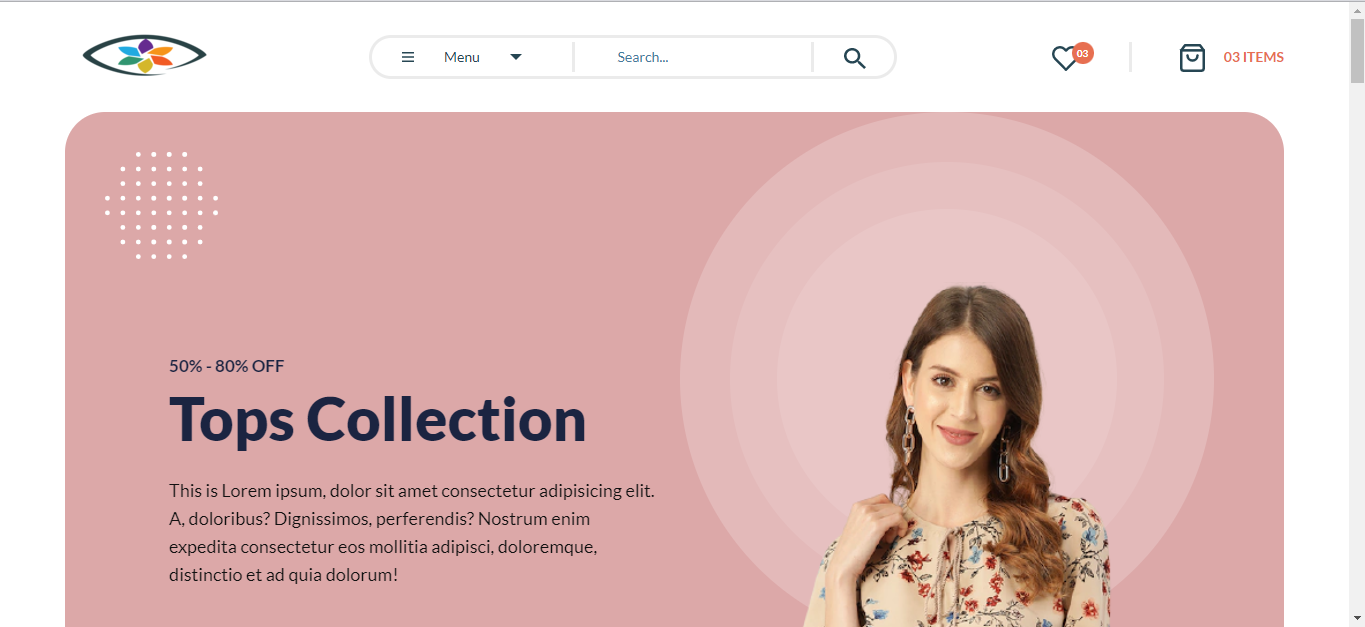 Menu
Search...
03
03 ITEMS
50% - 80% OFF
Tops Collection
This is Lorem ipsum, dolor sit amet consectetur adipisicing elit.
A, doloribus? Dignissimos, perferendis? Nostrum enim
expedita consectetur eos mollitia adipisci, doloremque,
distinctio et ad quia dolorum!